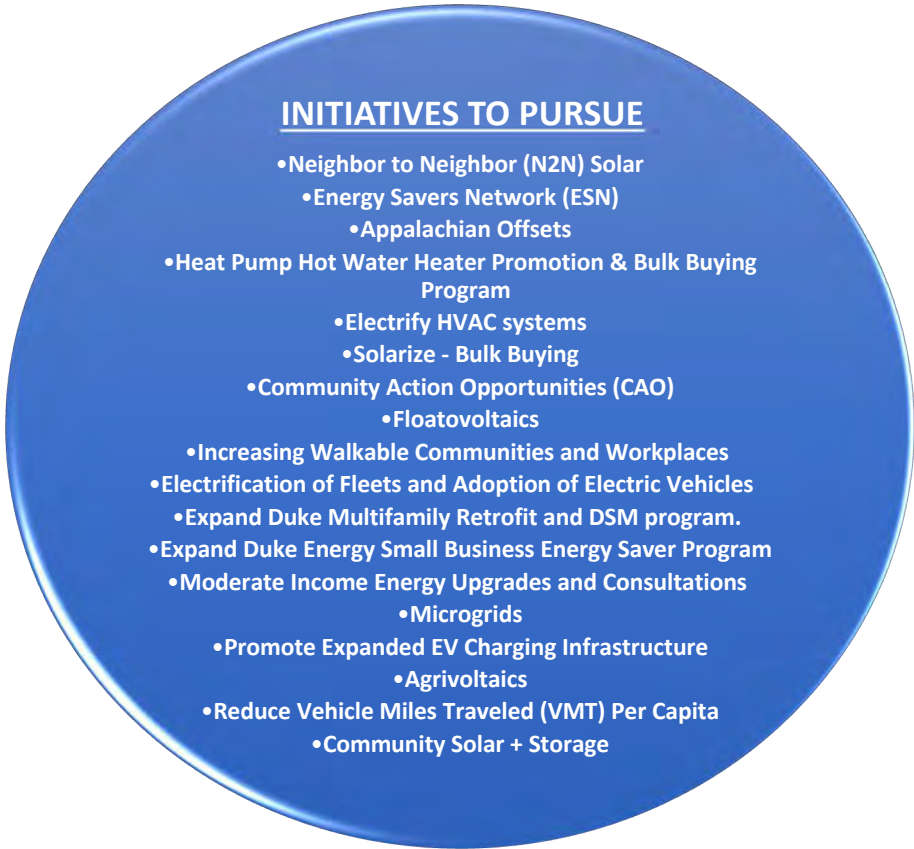 INITIATIVES TO PURSUE
•Neighbor to Neighbor (N2N) Solar
•Energy Savers Network (ESN)
•Appalachian Offsets
•Heat Pump Hot Water Heater Promotion & Bulk Buying
Program
•Electrify HVAC systems
•Solarize - Bulk Buying
•Community Action Opportunities (CAO)
•Floatovoltaics
•Increasing Walkable Communities and Workplaces
•Electrification of Fleets and Adoption of Electric Vehicles
•Expand Duke Multifamily Retrofit and DSM program.
•Expand Duke Energy Small Business Energy Saver Program
•Moderate Income Energy Upgrades and Consultations
•Microgrids
•Promote Expanded EV Charging Infrastructure
•Agrivoltaics
•Reduce Vehicle Miles Traveled (VMT) Per Capita
•Community Solar + Storage